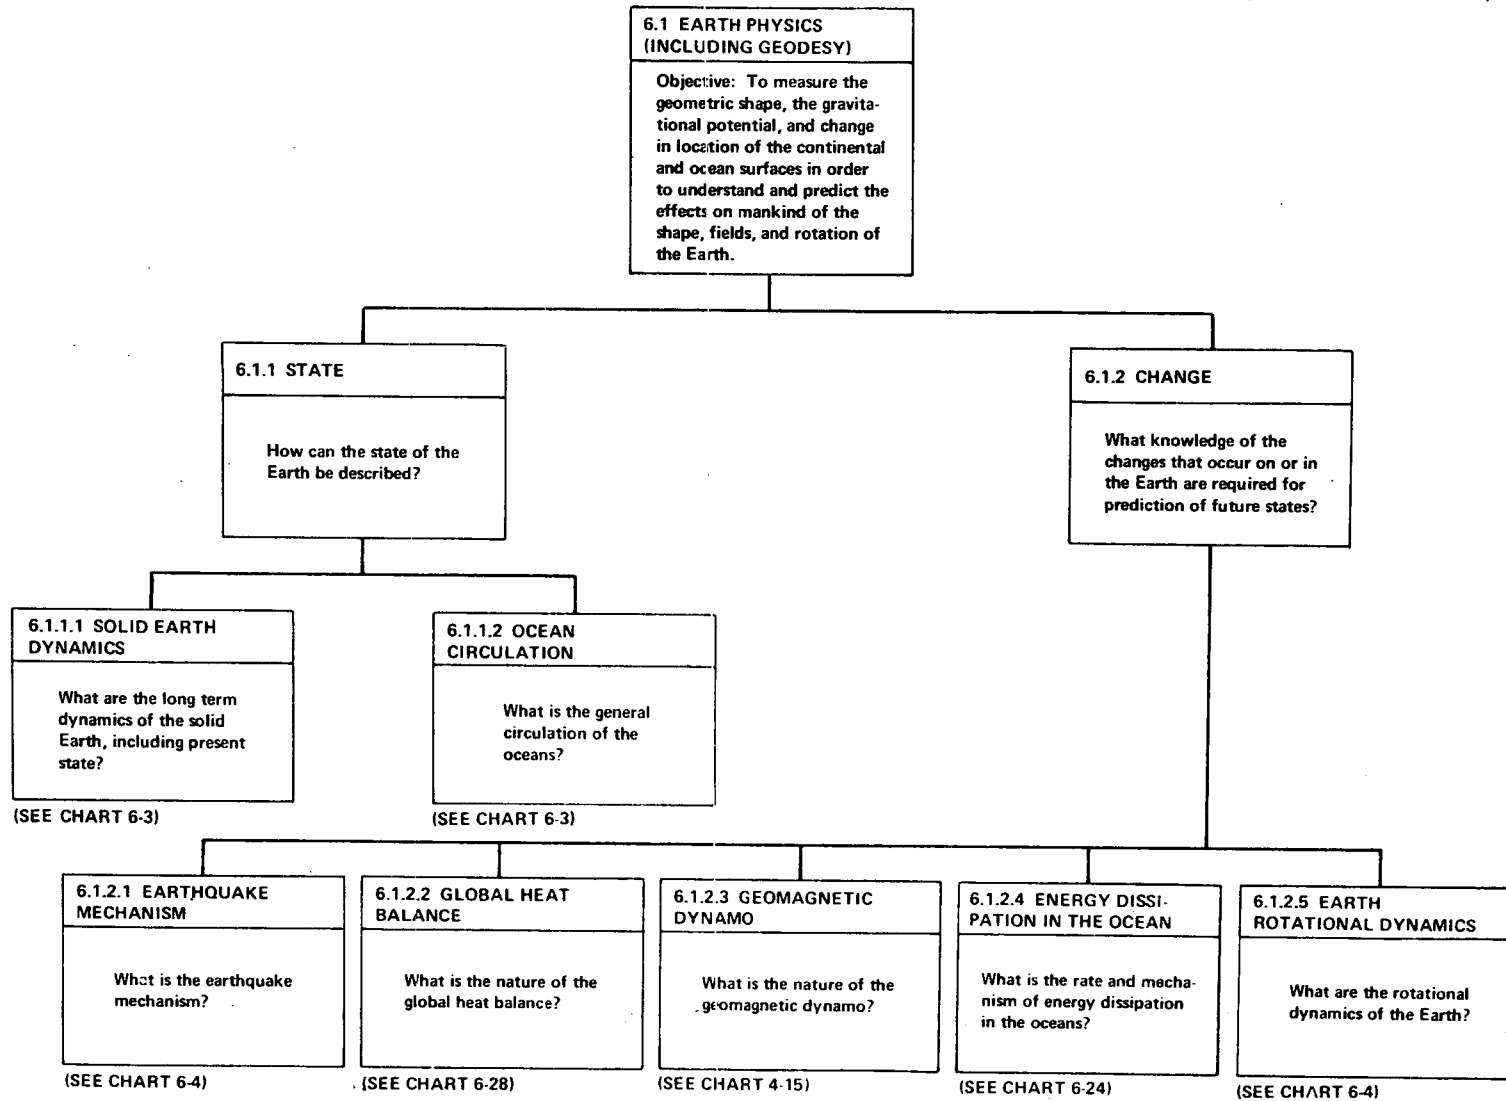 6.1 EARTH PHYSICS
(INCLUDING GEODESY)
Objective: To measure the
geometric shape, the gravita-
tional potential, and change
in location of the continental
and ocean surfaces in order
to understand and predict the
effects on mankind of the
shape, fields, and rotation of
the Earth.
6.1.1 STATE
How can the state of the
Earth be described?
6.1.2 CHANGE
What knowledge of the
changes that occur on or in
the Earth are required for
prediction of future states?
6.1.1.1 SOLID EARTH
DYNAMICS
What are the long term
dynamics of the solid
Earth, including present
state?
(SEE CHART 6-3)
6.1.1.2 OCEAN
CIRCULATION
What is the general
circulation of the
oceans?
(SEE CHART 6-3)
6.1.2.1 EARTHQUAKE
MECHANISM
What is the earthquake
mechanism?
(SEE CHART 6-4)
6.1.2.2 GLOBAL HEAT
BALANCE
What is the nature of the
global heat balance?
(SEE CHART 6-28)
6.1.2.3 GEOMAGNETIC
DYNAMO
What is the nature of the
geomagnetic dynamo?
(SEE CHART 4-15)
6.1.2.4 ENERGY DISSI-
PATION IN THE OCEAN
What is the rate and mecha-
nism of energy dissipation
in the oceans?
(SEE CHART 6-24)
6.1.2.5 EARTH
ROTATIONAL DYNAMICS
What are the rotational
dynamics of the Earth?
(SEE CHART 6-4)